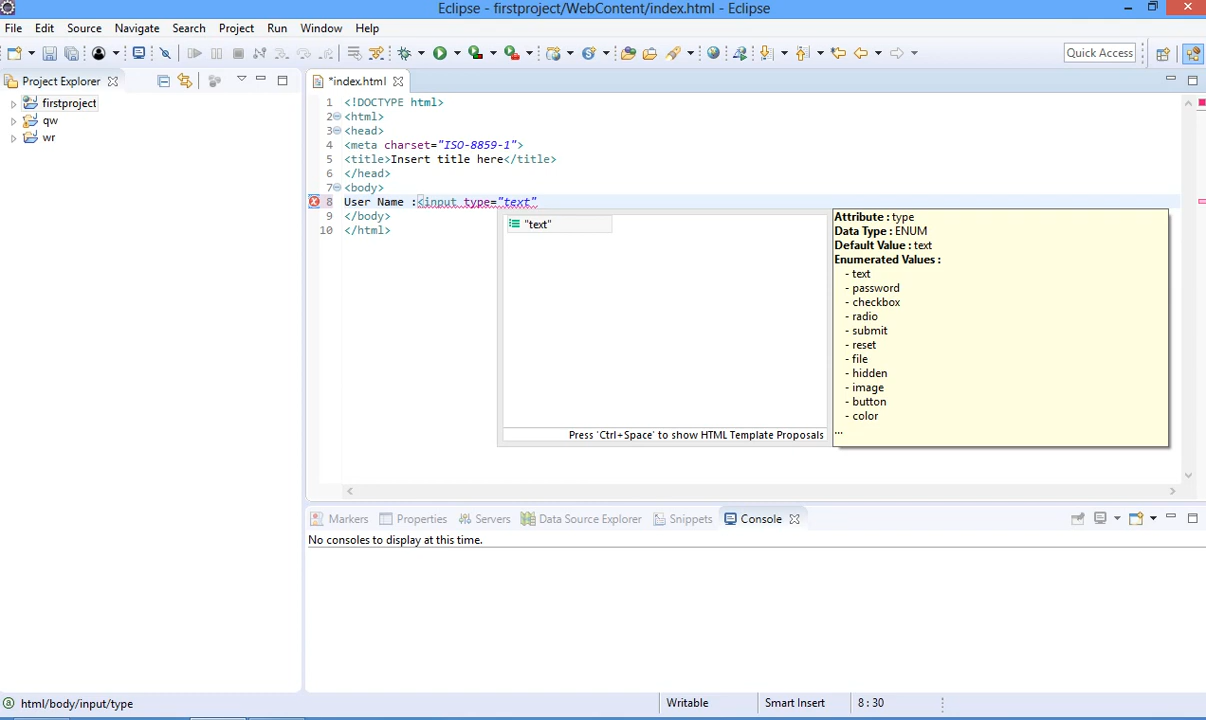 Eclipse - firstproject/WebContent/index.html - Eclipse
File Edit Source Navigate Search Project Run Window Help
Quick Access
Project Explorer
firstproject
qw
wr
*index.html
1 <!DOCTYPE html>
2 <html>
3 <head>
4 <meta charset="ISO-8859-1">
5 <title>Insert title here</title>
6 </head>
7 <body>
8 User Name :<input type="text"
9 </body>
10 </html>
"text"
Press 'Ctrl+Space' to show HTML Template Proposals
Attribute : type
Data Type : ENUM
Default Value : text
Enumerated Values :
- text
- password
- checkbox
- radio
- submit
- reset
- file
- hidden
- image
- button
- color
...
Markers Properties Servers Data Source Explorer Snippets Console
No consoles to display at this time.
html/body/input/type
Writable
Smart Insert
8 : 30